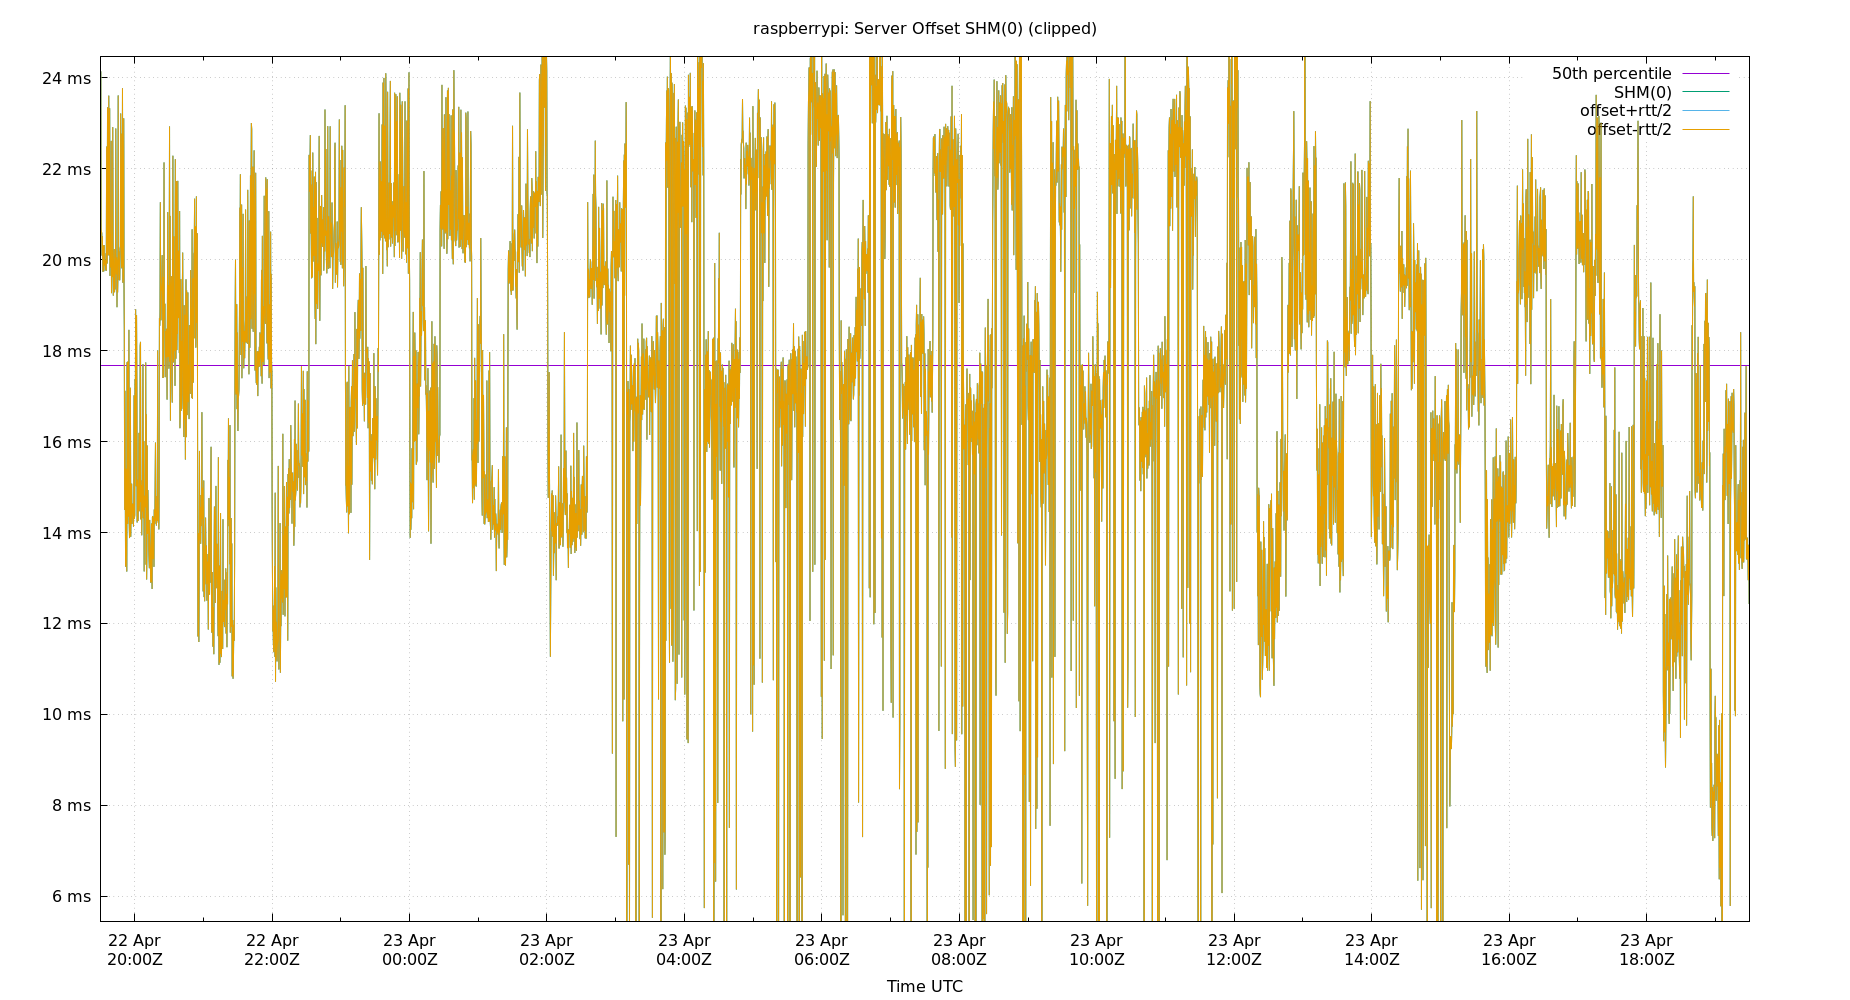 raspberrypi: Server Offset SHM(0) (clipped)
50th percentile
SHM(0)
offset+rtt/2
offset-rtt/2
24 ms
22 ms
20 ms
18 ms
16 ms
14 ms
12 ms
10 ms
8 ms
6 ms
22 Apr 22 Apr 23 Apr 23 Apr 23 Apr 23 Apr 23 Apr 23 Apr 23 Apr 23 Apr 23 Apr 23 Apr
20:00Z 22:00Z 00:00Z 02:00Z 04:00Z 06:00Z 08:00Z 10:00Z 12:00Z 14:00Z 16:00Z 18:00Z
Time UTC